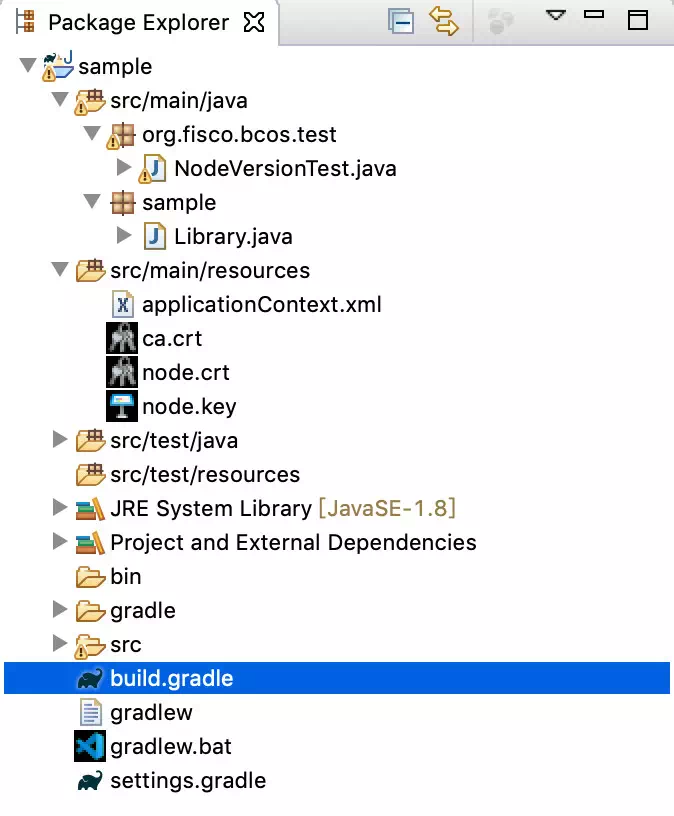 Package Explorer
sample
src/main/java
org.fisco.bcos.test
NodeVersionTest.java
sample
Library.java
src/main/resources
applicationContext.xml
ca.crt
node.crt
node.key
src/test/java
src/test/resources
JRE System Library [JavaSE-1.8]
Project and External Dependencies
bin
gradle
src
build.gradle
gradlew
gradlew.bat
settings.gradle